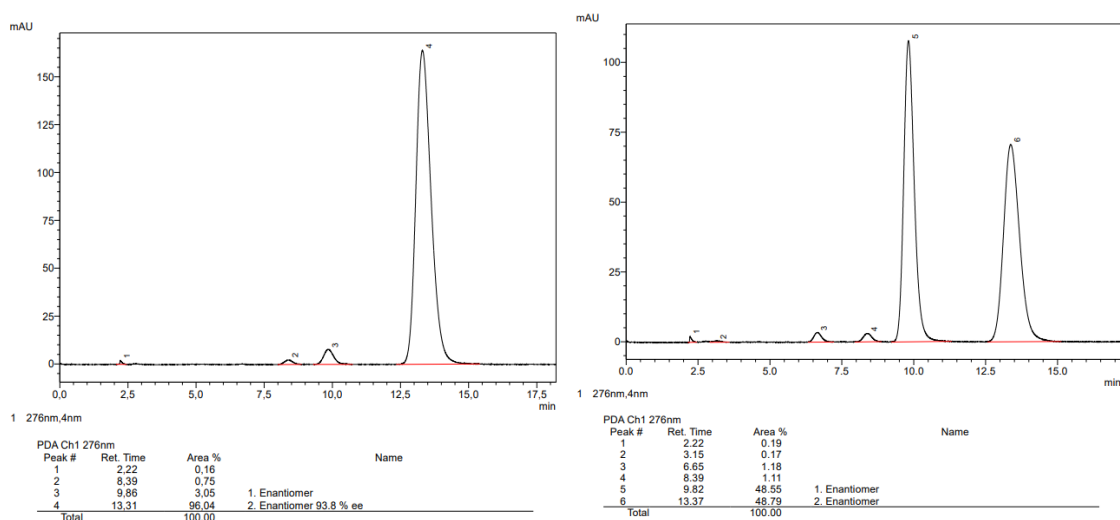 mAU
4
150
125
100
75
50
25
0
1
2
3
0,0 2,5 5,0 7,5 10,0 12,5 15,0 17,5
min
1 276nm,4nm
PDA Ch1 276nm
Peak # Ret. Time Area % Name
1 2,22 0,16
2 8,39 0,75
3 9,86 3,05 1. Enantiomer
4 13,31 96,04 2. Enantiomer 93.8 % ee
Total 100.00
mAU
5
100
75
6
50
25
0
1
2
3
4
0.0 2.5 5.0 7.5 10.0 12.5 15.0
min
1 276nm,4nm
PDA Ch1 276nm
Peak # Ret. Time Area % Name
1 2.22 0.19
2 3.15 0.17
3 6.65 1.18
4 8.39 1.11
5 9.82 48.55 1. Enantiomer
6 13.37 48.79 2. Enantiomer
Total 100.00